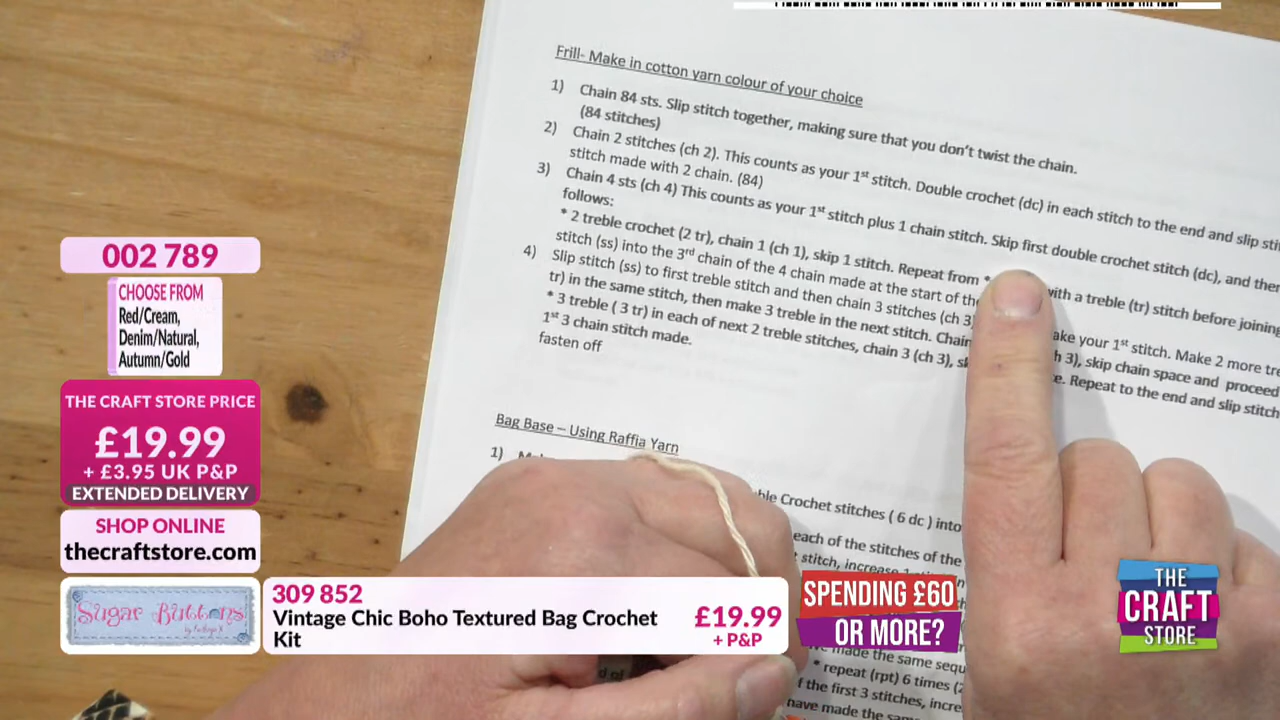 Frill- Make in cotton yarn colour of your choice
1) Chain 84 sts. Slip stitch together, making sure that you don't twist the chain.
(84 stitches)
2) Chain 2 stitches (ch 2). This counts as your 1st stitch. Double crochet (dc) in each stitch to the end and slip
stitch made with 2 chain. (84)
3) Chain 4 sts (ch 4) This counts as your 1st stitch plus 1 chain stitch. Skip first double crochet stitch (dc), and then
follows:
* 2 treble crochet (2 tr), chain 1 (ch 1), skip 1 stitch. Repeat from * with a treble (tr) stitch before joining
stitch (ss) into the 3rd chain of the 4 chain made at the start of the
4) Slip stitch (ss) to first treble stitch and then chain 3 stitches (ch 3) your 1st stitch. Make 2 more
tr) in the same stitch, then make 3 treble in the next stitch. Chain 3), skip chain space and proceed
* 3 treble ( 3 tr) in each of next 2 treble stitches, chain 3 (ch 3), Repeat to the end and slip stitch
1st 3 chain stitch made.
fasten off
Bag Base – Using Raffia Yarn
1)
Crochet stitches ( 6 dc ) into
each of the stitches of the
stitch, increase
made the same
* repeat (rpt) 6 times
the first 3 stitches,
have made the
002 789
CHOOSE FROM
Red/Cream,
Denim/Natural,
Autumn/Gold
THE CRAFT STORE PRICE
£19.99
+ £3.95 UK P&P
EXTENDED DELIVERY
SHOP ONLINE
thecraftstore.com
Sugar Buttons
309 852
Vintage Chic Boho Textured Bag Crochet
Kit
£19.99
+ P&P
SPENDING £60
OR MORE?
THE
CRAFT
STORE